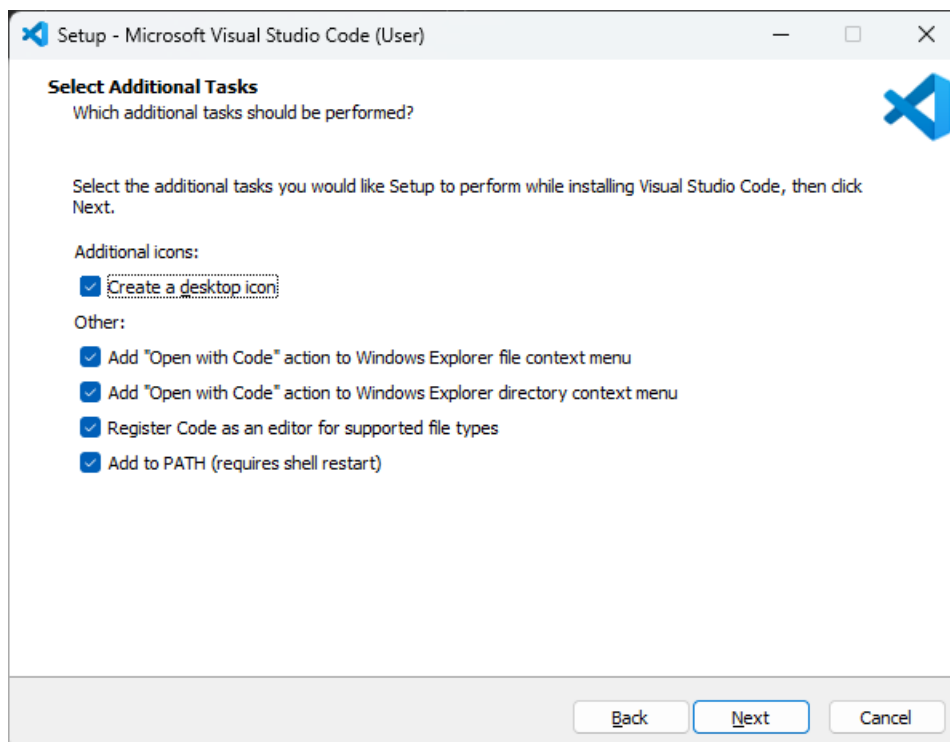 Setup - Microsoft Visual Studio Code (User)
Select Additional Tasks
Which additional tasks should be performed?
Select the additional tasks you would like Setup to perform while installing Visual Studio Code, then click
Next.
Additional icons:
Create a desktop icon
Other:
Add "Open with Code" action to Windows Explorer file context menu
Add "Open with Code" action to Windows Explorer directory context menu
Register Code as an editor for supported file types
Add to PATH (requires shell restart)
Back Next Cancel